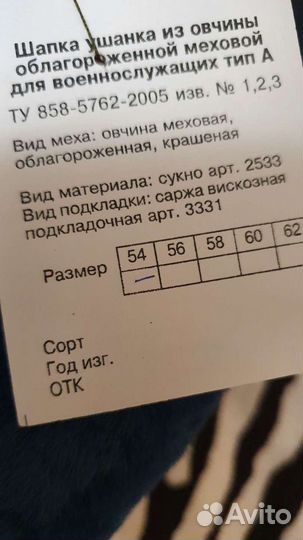 Шапка ушанка из овчины
облагороженной меховой
для военнослужащих тип А
ТУ 858-5762-2005 изв. № 1,2,3
Вид меха: овчина меховая,
облагороженная, крашеная
Вид материала: сукно арт. 2533
Вид подкладки: саржа вискозная
подкладочная арт. 3331
Размер 54 56 58 60 62
Сорт
Год изг.
ОТК
Avito